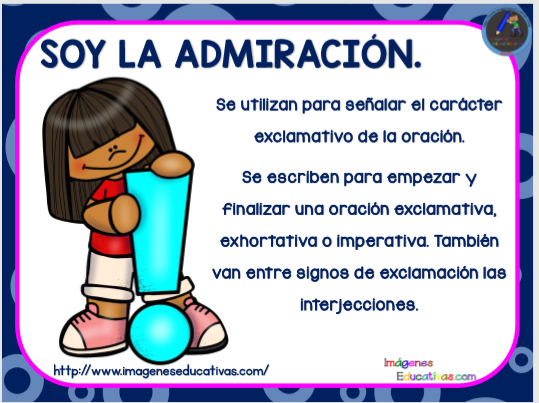 SOY LA ADMIRACIÓN.
Se utilizan para señalar el carácter
exclamativo de la oración.
Se escriben para empezar y
finalizar una oración exclamativa,
exhortativa o imperativa. También
van entre signos de exclamación las
interjecciones.
http://www.imageneseducativas.com/
Imágenes
Educativas.com